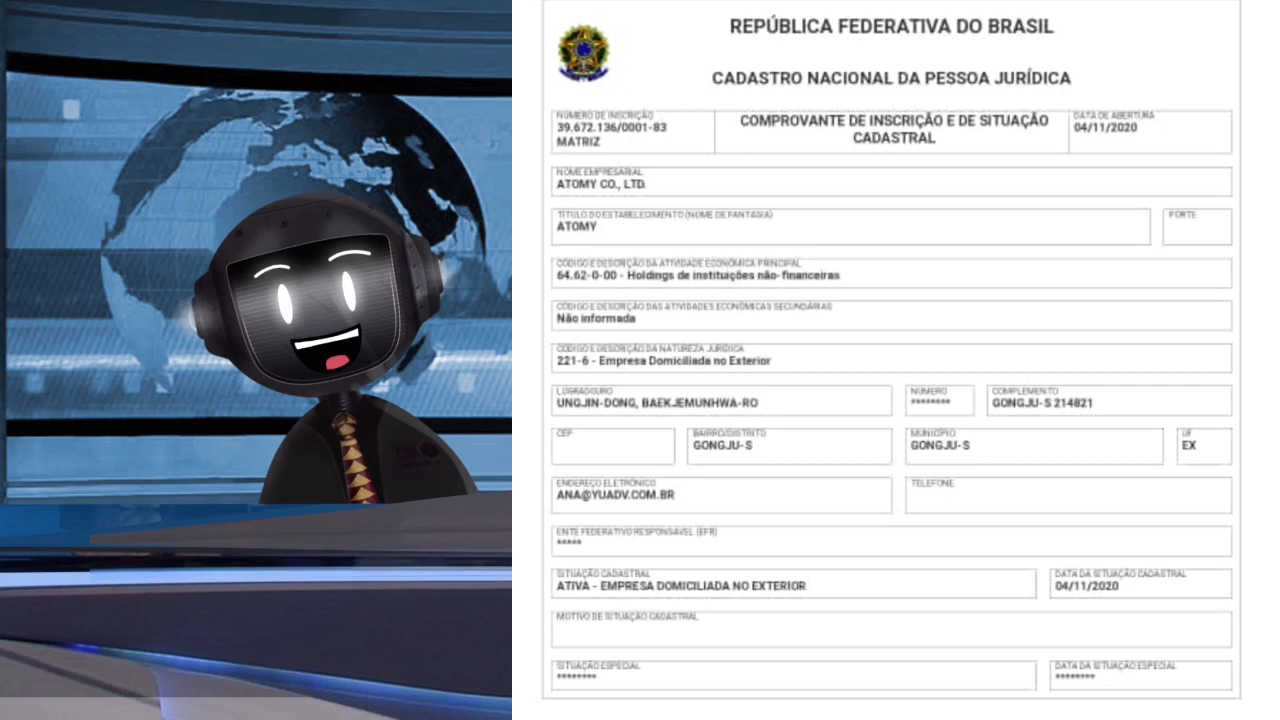 REPÚBLICA FEDERATIVA DO BRASIL
CADASTRO NACIONAL DA PESSOA JURÍDICA
NÚMERO DE INSCRIÇÃO
39.672.136/0001-83
MATRIZ
COMPROVANTE DE INSCRIÇÃO E DE SITUAÇÃO
CADASTRAL
DATA DE ABERTURA
04/11/2020
NOME EMPRESARIAL
ATOMY CO., LTD.
TÍTULO DO ESTABELECIMENTO (NOME DE FANTASIA)
ATOMY
PORTE
CÓDIGO E DESCRIÇÃO DA ATIVIDADE ECONÔMICA PRINCIPAL
64.62-0-00 - Holdings de instituições não-financeiras
CÓDIGO E DESCRIÇÃO DAS ATIVIDADES ECONÔMICAS SECUNDÁRIAS
Não informada
CÓDIGO E DESCRIÇÃO DA NATUREZA JURÍDICA
221-6 - Empresa Domiciliada no Exterior
LOGRADOURO
UNGJIN-DONG, BAEKJEMUNHWA-RO
NÚMERO
********
COMPLEMENTO
GONGJU-S 214821
CEP
BAIRRO/DISTRITO
GONGJU-S
MUNICÍPIO
GONGJU-S
UF
EX
ENDEREÇO ELETRÔNICO
ANA@YUADV.COM.BR
TELEFONE
ENTE FEDERATIVO RESPONSÁVEL (EFR)
*****
SITUAÇÃO CADASTRAL
ATIVA - EMPRESA DOMICILIADA NO EXTERIOR
DATA DA SITUAÇÃO CADASTRAL
04/11/2020
MOTIVO DE SITUAÇÃO CADASTRAL
SITUAÇÃO ESPECIAL
********
DATA DA SITUAÇÃO ESPECIAL
********